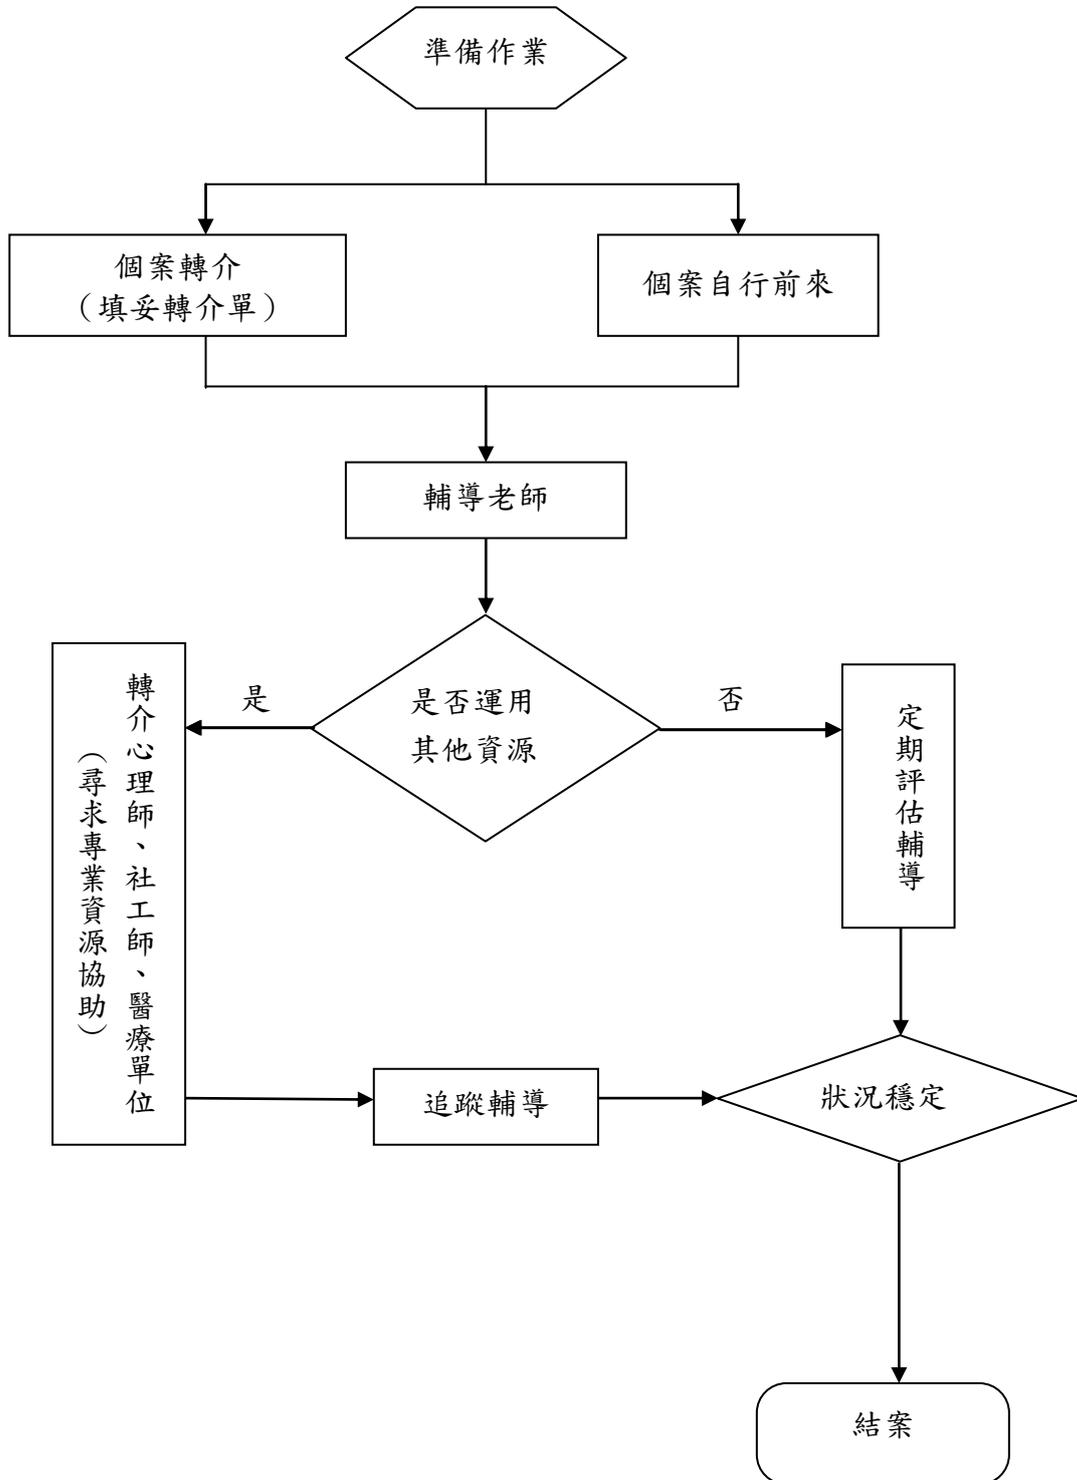 準備作業
個案轉介
（填妥轉介單）
個案自行前來
輔導老師
是否運用
其他資源
是
否
轉介心理師、社工師、醫療單位
（尋求專業資源協助）
定期評估輔導
追蹤輔導
狀況穩定
結案